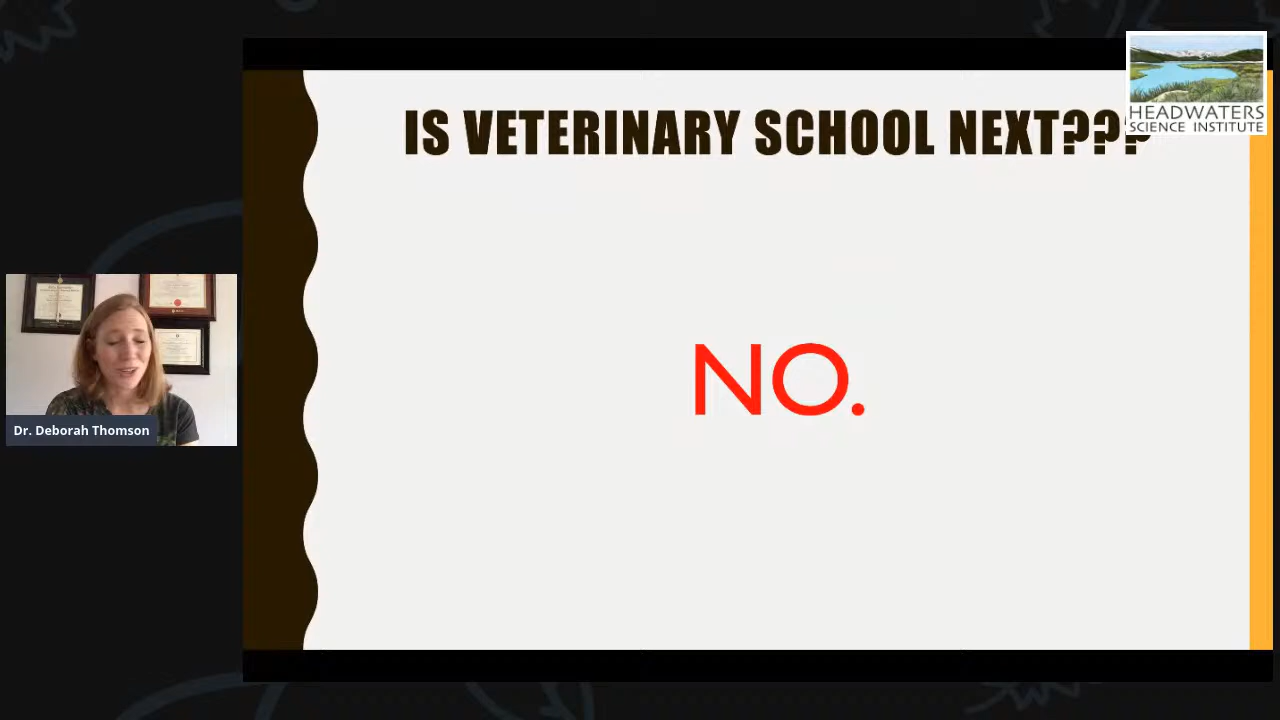 IS VETERINARY SCHOOL NEXT???
HEADWATERS
SCIENCE INSTITUTE
NO.
Dr. Deborah Thomson